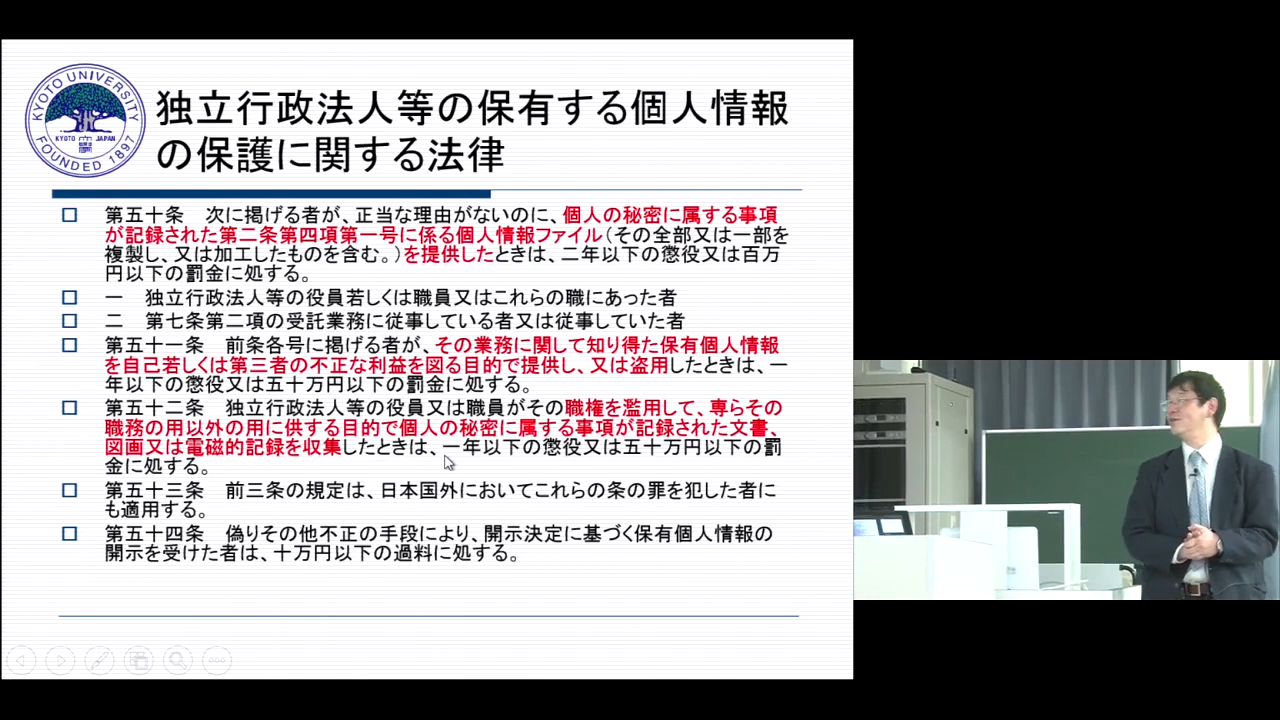 KYOTO UNIVERSITY
KYOTO JAPAN
FOUNDED 1897
独立行政法人等の保有する個人情報
の保護に関する法律
第五十条　次に掲げる者が、正当な理由がないのに、個人の秘密に属する事項
が記録された第二条第四項第一号に係る個人情報ファイル（その全部又は一部を
複製し、又は加工したものを含む。）を提供したときは、二年以下の懲役又は百万
円以下の罰金に処する。
一　独立行政法人等の役員若しくは職員又はこれらの職にあった者
二　第七条第二項の受託業務に従事している者又は従事していた者
第五十一条　前条各号に掲げる者が、その業務に関して知り得た保有個人情報
を自己若しくは第三者の不正な利益を図る目的で提供し、又は盗用したときは、一
年以下の懲役又は五十万円以下の罰金に処する。
第五十二条　独立行政法人等の役員又は職員がその職権を濫用して、専らその
職務の用以外の用に供する目的で個人の秘密に属する事項が記録された文書、
図画又は電磁的記録を収集したときは、一年以下の懲役又は五十万円以下の罰
金に処する。
第五十三条　前三条の規定は、日本国外においてこれらの条の罪を犯した者に
も適用する。
第五十四条　偽りその他不正の手段により、開示決定に基づく保有個人情報の
開示を受けた者は、十万円以下の過料に処する。